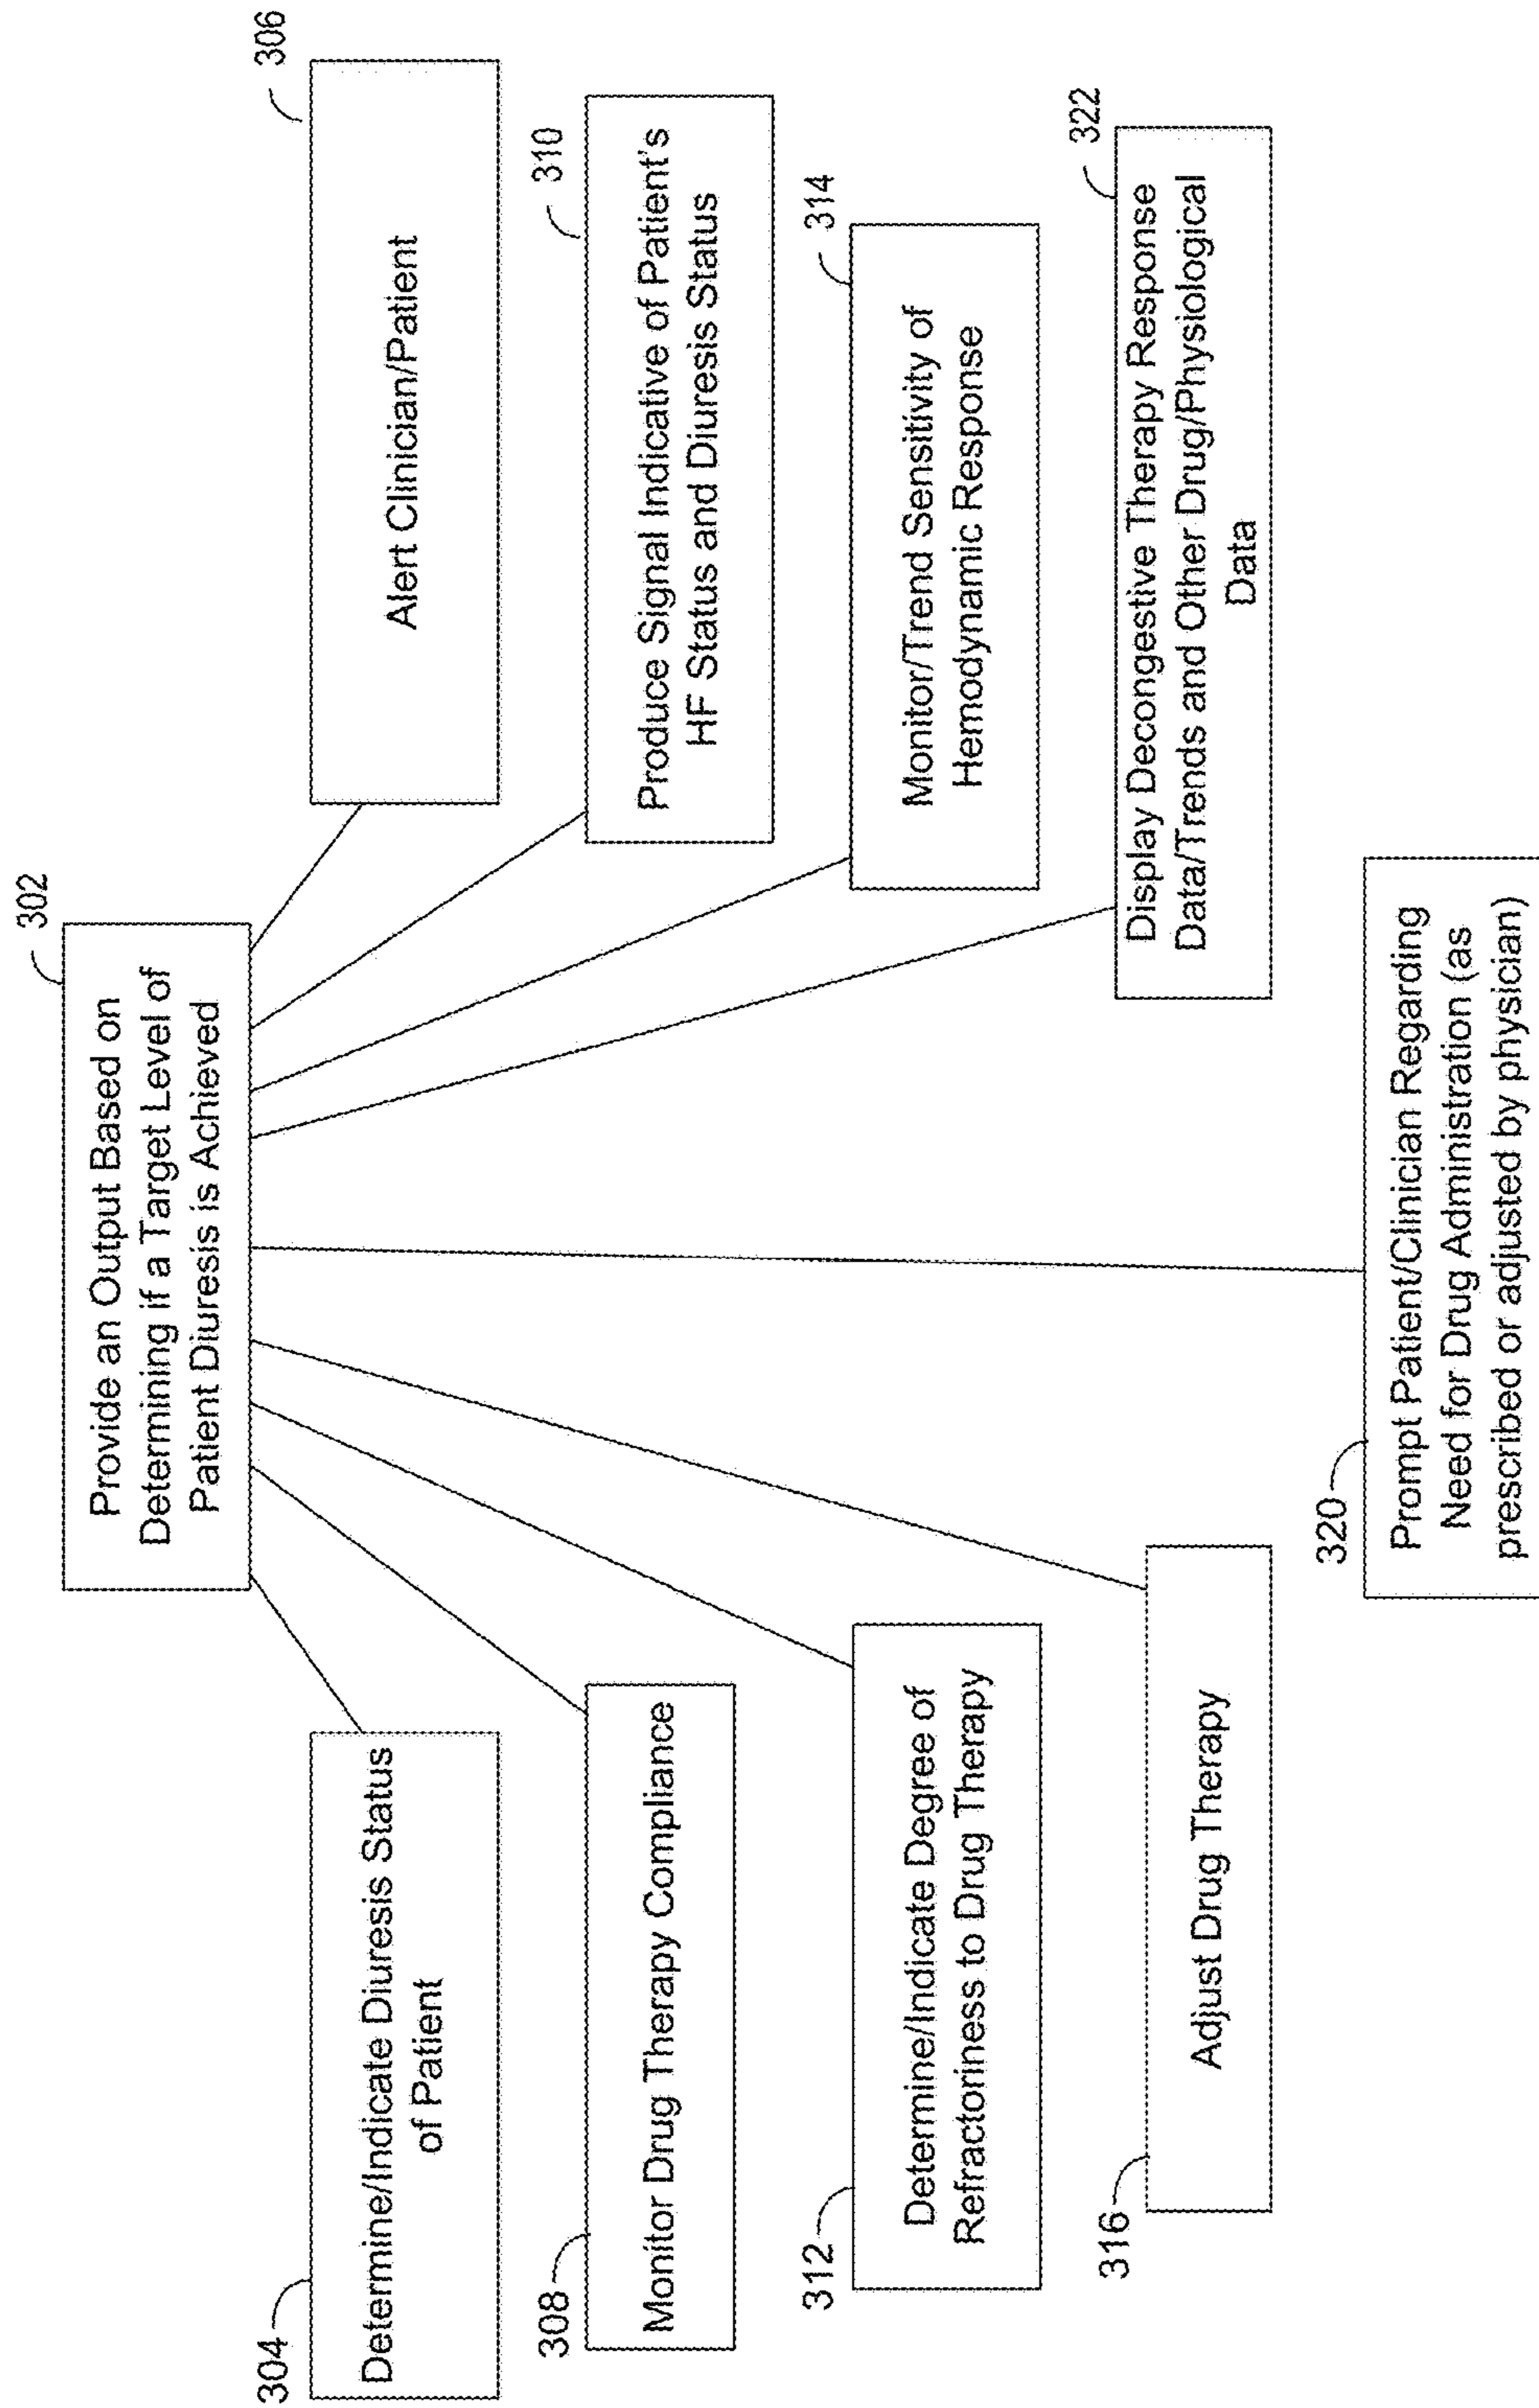 302
Provide an Output Based on
Determining if a Target Level of
Patient Diuresis is Achieved
304
Determine/Indicate Diuresis Status
of Patient
306
Alert Clinician/Patient
308
Monitor Drug Therapy Compliance
310
Produce Signal Indicative of Patient's
HF Status and Diuresis Status
312
Determine/Indicate Degree of
Refractoriness to Drug Therapy
314
Monitor/Trend Sensitivity of
Hemodynamic Response
316
Adjust Drug Therapy
322
Display Decongestive Therapy Response
Data/Trends and Other Drug/Physiological
Data
320
Prompt Patient/Clinician Regarding
Need for Drug Administration (as
prescribed or adjusted by physician)